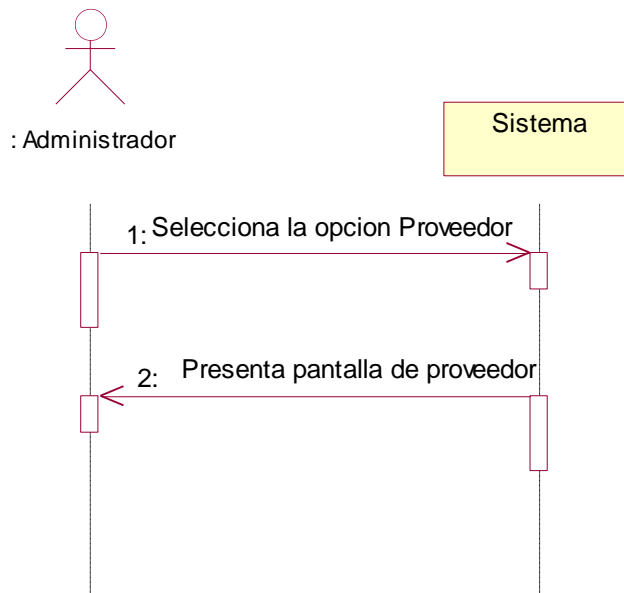 : Administrador
Sistema
1: Selecciona la opcion Proveedor
2: Presenta pantalla de proveedor